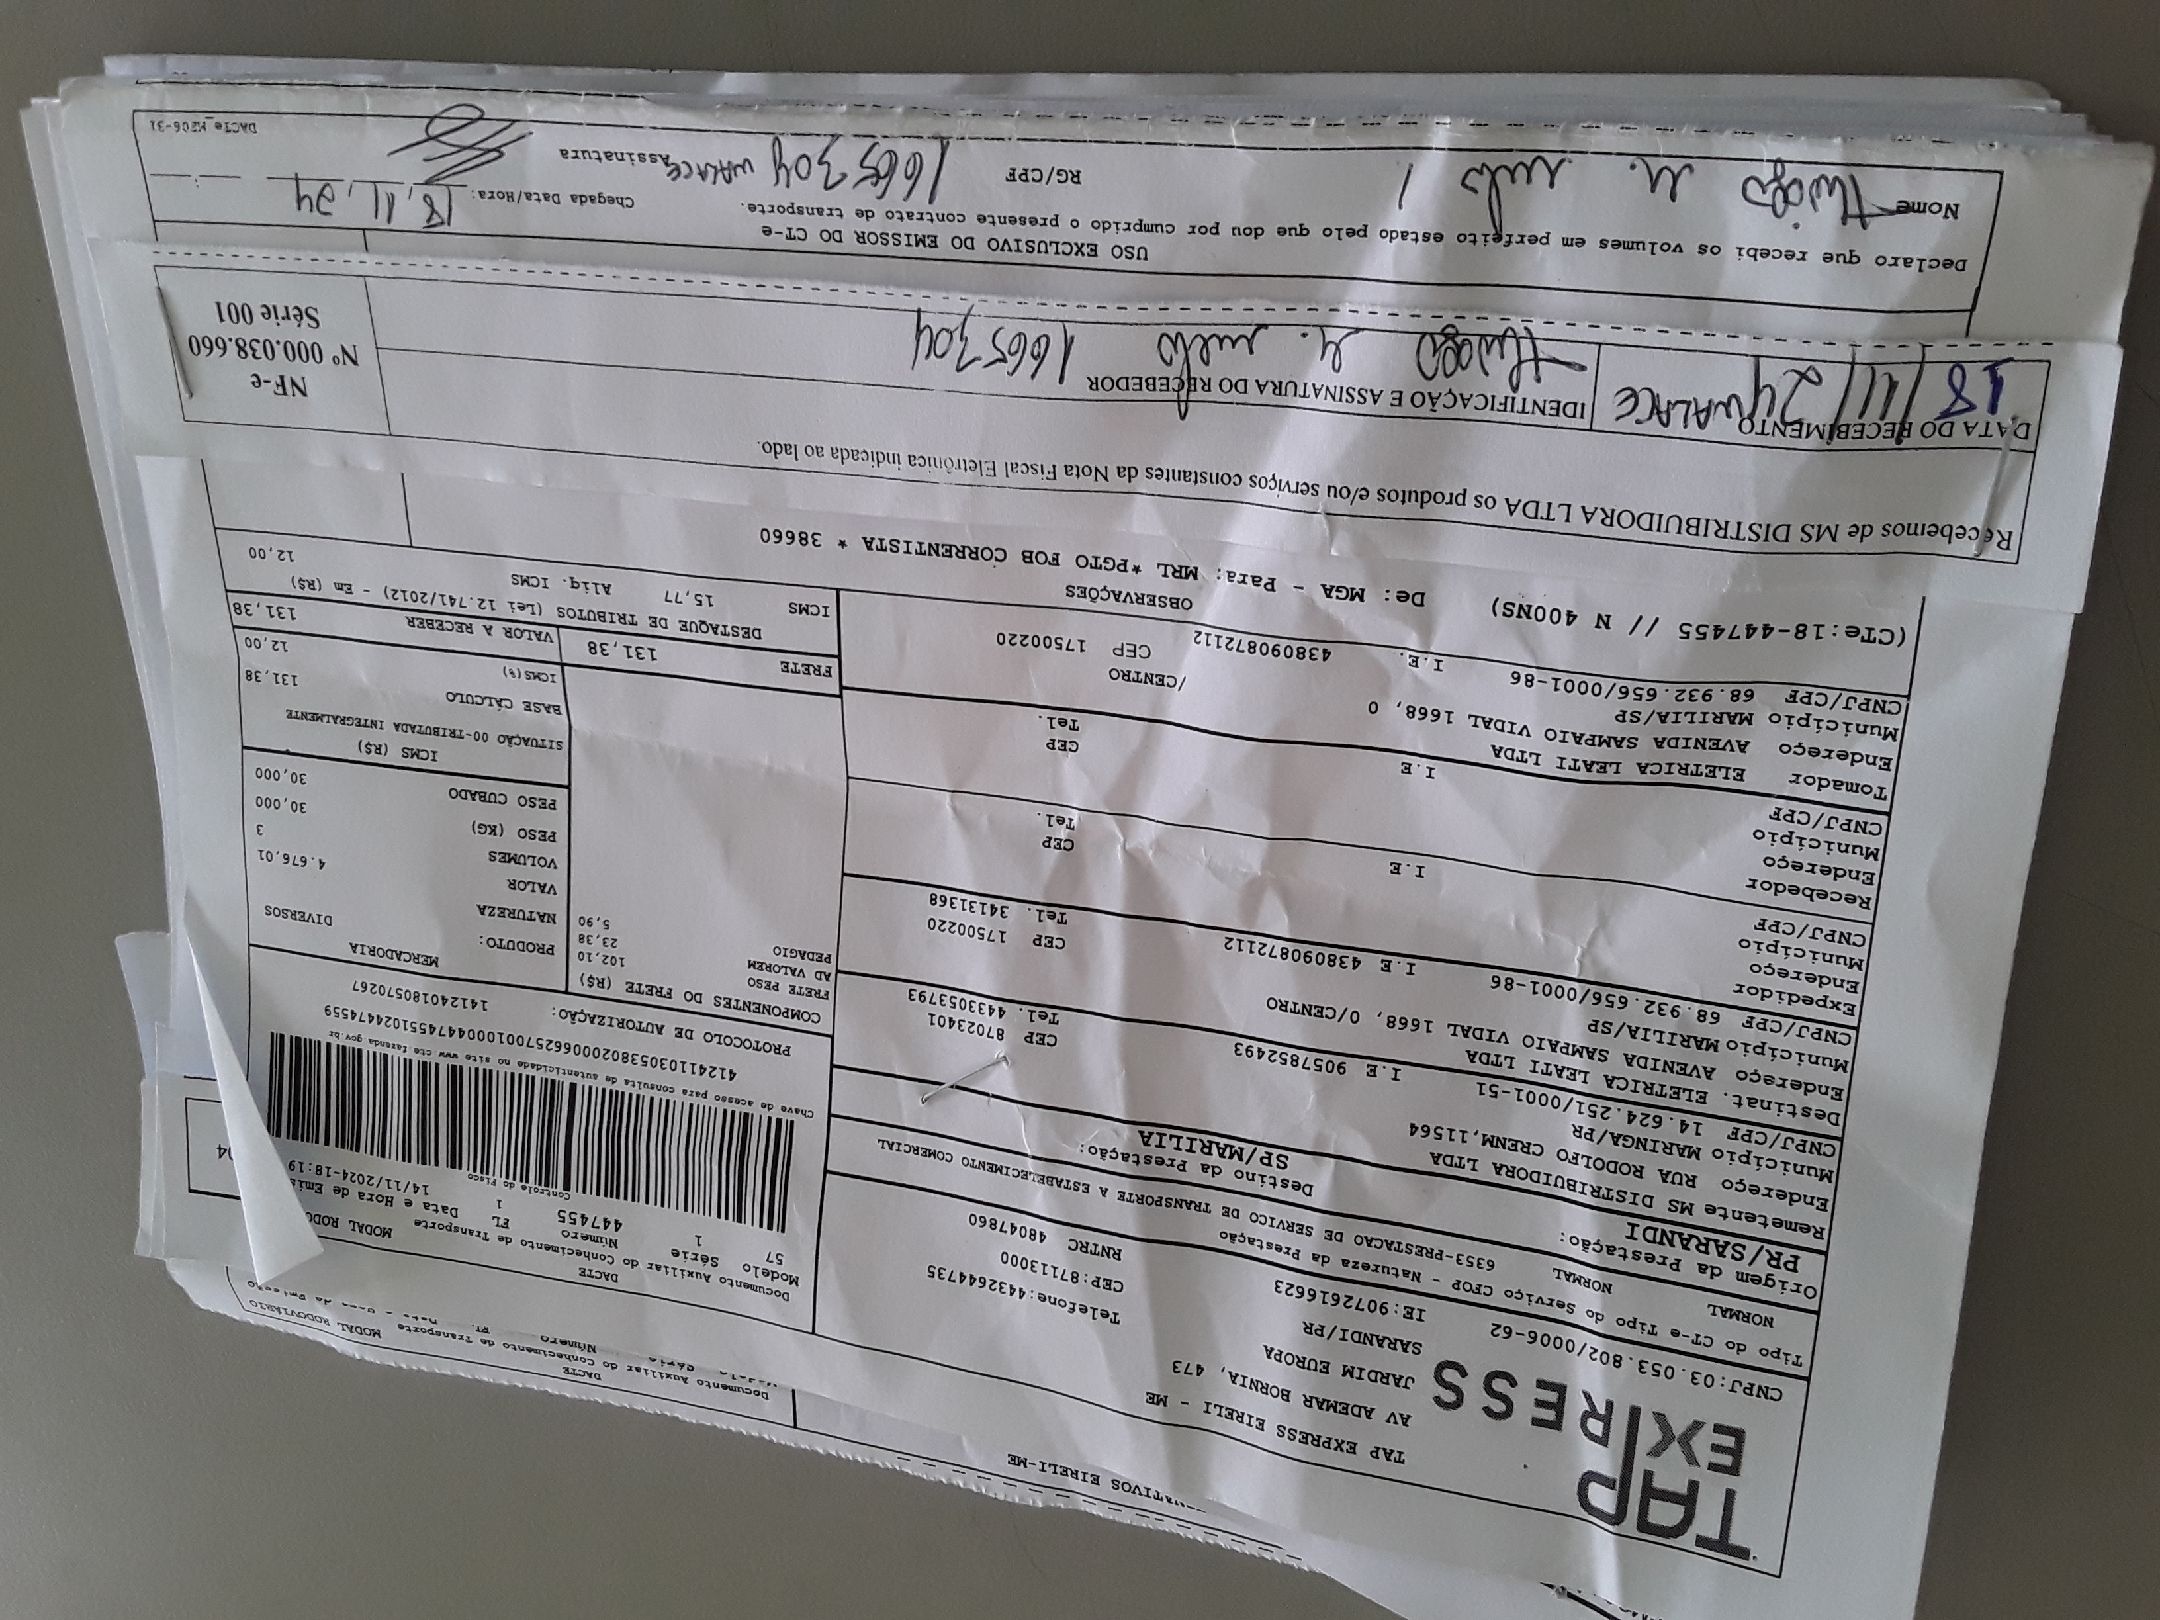 TAP
EXPRESS
TAP EXPRESS EIRELI - ME
AV ADEMAR BORNIA, 473
JARDIM EUROPA
SARANDI/PR
CNPJ:03.053.802/0006-62 IE:9072616623
Telefone:4432644735
CEP:87113000
RNTRC 48047860
DACTE MODAL RODO
Documento Auxiliar do Conhecimento de Transporte
Modelo Série Número FL Data e Hora de Emis
57 1 447455 1 14/11/2024-18:19
Controle do Fisco
Chave de acesso para consulta de autenticidade no site www.cte.fazenda.gov.br
41241103053802000662570010004474551024474559
PROTOCOLO DE AUTORIZAÇÃO: 141240180570267
Tipo do CT-e Tipo do Serviço CFOP - Natureza da Prestação
NORMAL NORMAL 6353-PRESTACAO DE SERVICO DE TRANSPORTE A ESTABELECIMENTO COMERCIAL
Origem da Prestação: Destino da Prestação:
PR/SARANDI SP/MARILIA
Remetente MS DISTRIBUIDORA LTDA
Endereço RUA RODOLFO CRENM,11564 CEP 87023401
Município MARINGA/PR Tel. 4433053793
CNPJ/CPF 14.624.251/0001-51 I.E 9057852493
Destinat. ELETRICA LEATI LTDA
Endereço AVENIDA SAMPAIO VIDAL 1668, 0/CENTRO CEP 17500220
Município MARILIA/SP Tel. 34131368
CNPJ/CPF 68.932.656/0001-86 I.E 438090872112
Expedidor
Endereço CEP
Município Tel.
CNPJ/CPF I.E
Recebedor
Endereço CEP
Município Tel.
CNPJ/CPF I.E
Tomador ELETRICA LEATI LTDA
Endereço AVENIDA SAMPAIO VIDAL 1668, 0 /CENTRO
Município MARILIA/SP CEP 17500220
CNPJ/CPF 68.932.656/0001-86 I.E. 438090872112
COMPONENTES DO FRETE (R$)
FRETE PESO 102,10
AD VALOREM 23,38
PEDAGIO 5,90
FRETE 131,38
MERCADORIA
PRODUTO:
NATUREZA DIVERSOS
VALOR 4.676,01
VOLUMES 3
PESO (KG) 30,000
PESO CUBADO 30,000
ICMS (R$)
SITUAÇÃO 00-TRIBUTADA INTEGRALMENTE
BASE CÁLCULO 131,38
ICMS(%) 12,00
VALOR A RECEBER 131,38
DESTAQUE DE TRIBUTOS (Lei 12.741/2012) - Em (R$)
ICMS 15,77 Aliq. ICMS 12,00
OBSERVAÇÕES
(CTe:18-447455 // N 400NS) De: MGA - Para: MRL *PGTO FOB CORRENTISTA * 38660
Recebemos de MS DISTRIBUIDORA LTDA os produtos e/ou serviços constantes da Nota Fiscal Eletrônica indicada ao lado.
DATA DO RECEBIMENTO IDENTIFICAÇÃO E ASSINATURA DO RECEBEDOR
18/11/24 WALACE 1665304
NF-e
Nº 000.038.660
Série 001
USO EXCLUSIVO DO EMISSOR DO CT-e
Declaro que recebi os volumes em perfeito estado pelo que dou por cumprido o presente contrato de transporte.
Chegada Data/Hora: 18, 11, 24
Nome RG/CPF 1665304 WALACE Assinatura
DACTe M206-31